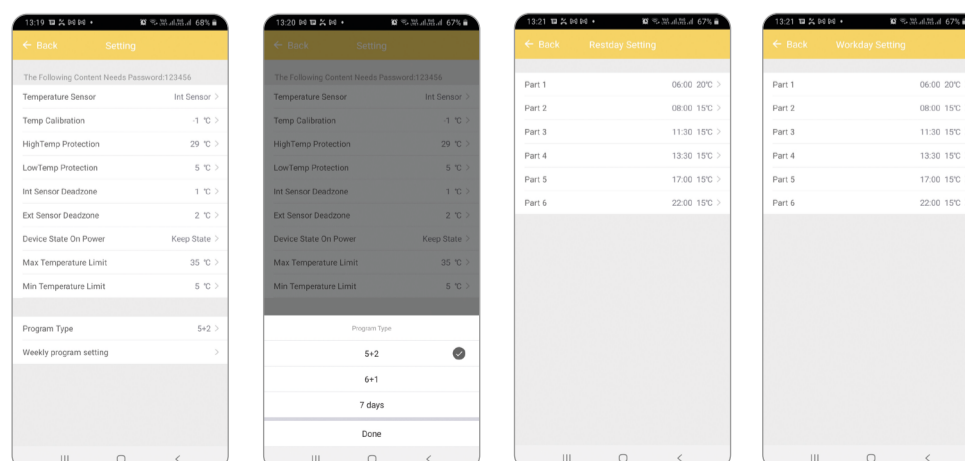 13:19
68%
← Back Setting
The Following Content Needs Password:123456
Temperature Sensor Int Sensor >
Temp Calibration -1 ℃ >
HighTemp Protection 29 ℃ >
LowTemp Protection 5 ℃ >
Int Sensor Deadzone 1 ℃ >
Ext Sensor Deadzone 2 ℃ >
Device State On Power Keep State >
Max Temperature Limit 35 ℃ >
Min Temperature Limit 5 ℃ >
Program Type 5+2 >
Weekly program setting >
13:20
67%
← Back Setting
The Following Content Needs Password:123456
Temperature Sensor Int Sensor >
Temp Calibration -1 ℃ >
HighTemp Protection 29 ℃ >
LowTemp Protection 5 ℃ >
Int Sensor Deadzone 1 ℃ >
Ext Sensor Deadzone 2 ℃ >
Device State On Power Keep State >
Max Temperature Limit 35 ℃ >
Min Temperature Limit 5 ℃ >
Program Type
5+2
6+1
7 days
Done
13:21
67%
← Back Restday Setting
Part 1 06:00 20℃ >
Part 2 08:00 15℃ >
Part 3 11:30 15℃ >
Part 4 13:30 15℃ >
Part 5 17:00 15℃ >
Part 6 22:00 15℃ >
13:21
67%
← Back Workday Setting
Part 1 06:00 20℃
Part 2 08:00 15℃
Part 3 11:30 15℃
Part 4 13:30 15℃
Part 5 17:00 15℃
Part 6 22:00 15℃